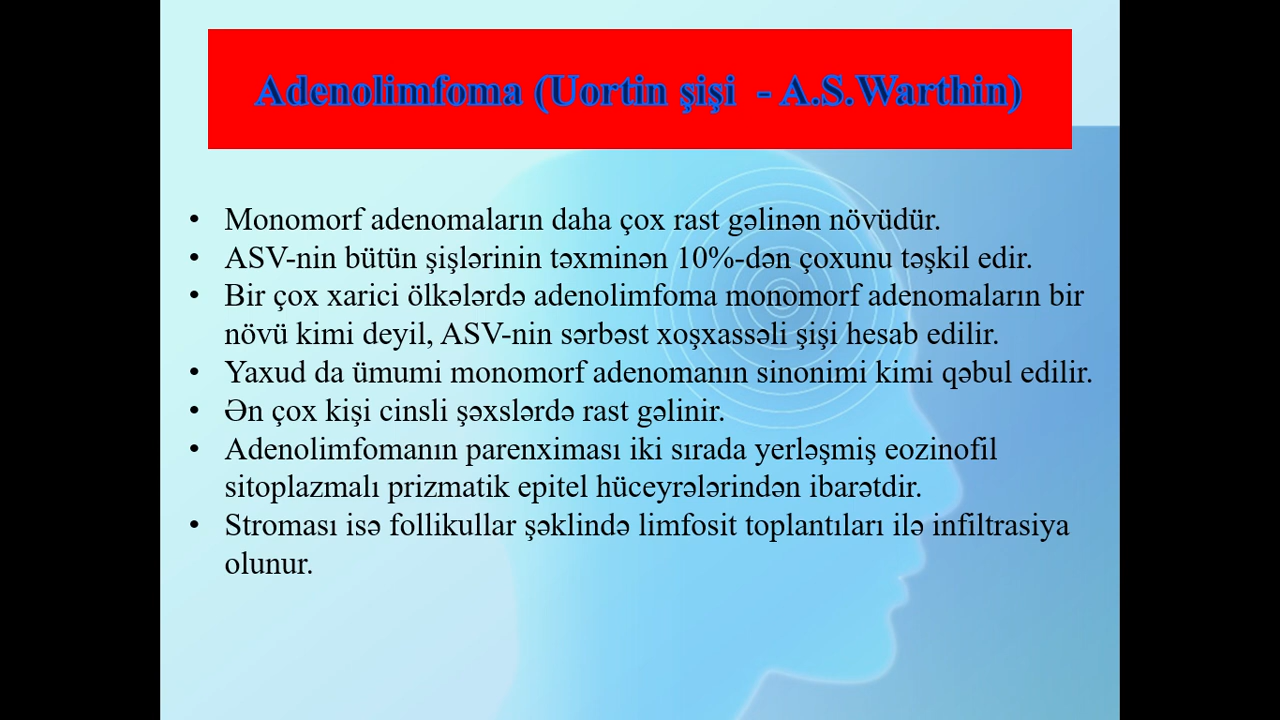 Adenolimfoma (Uortin şişi - A.S.Warthin)
• Monomorf adenomaların daha çox rast gəlinən növüdür.
• ASV-nin bütün şişlərinin təxminən 10%-dən çoxunu təşkil edir.
• Bir çox xarici ölkələrdə adenolimfoma monomorf adenomaların bir
növü kimi deyil, ASV-nin sərbəst xoşxassəli şişi hesab edilir.
• Yaxud da ümumi monomorf adenomanın sinonimi kimi qəbul edilir.
• Ən çox kişi cinsli şəxslərdə rast gəlinir.
• Adenolimfomanın parenximası iki sırada yerləşmiş eozinofil
sitoplazmalı prizmatik epitel hüceyrələrindən ibarətdir.
• Stroması isə follikullar şəklində limfosit toplantıları ilə infiltrasiya
olunur.